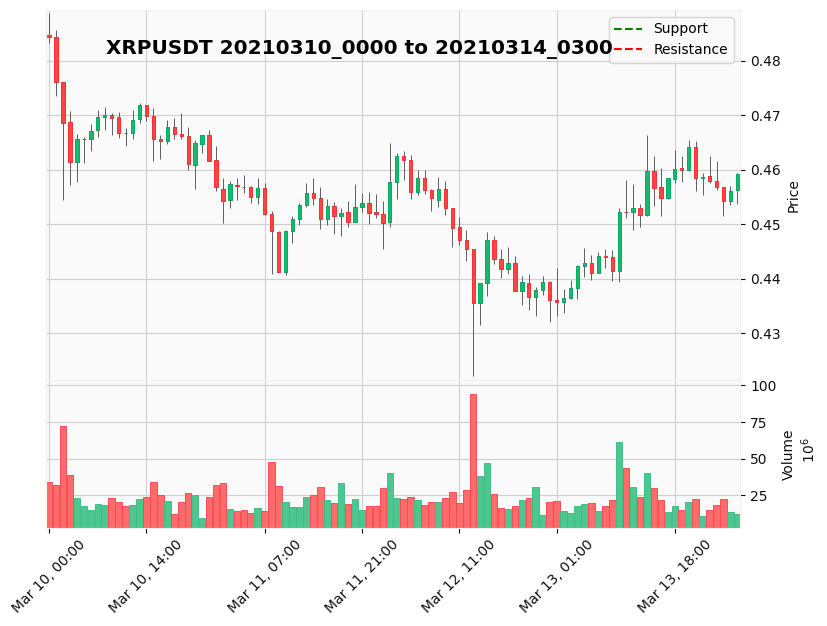 XRPUSDT 20210310_0000 to 20210314_0300
Support
Resistance
0.48
0.47
0.46
0.45
0.44
0.43
Price
100
75
50
25
Volume
10^6
Mar 10, 00:00
Mar 10, 14:00
Mar 11, 07:00
Mar 11, 21:00
Mar 12, 11:00
Mar 13, 01:00
Mar 13, 18:00